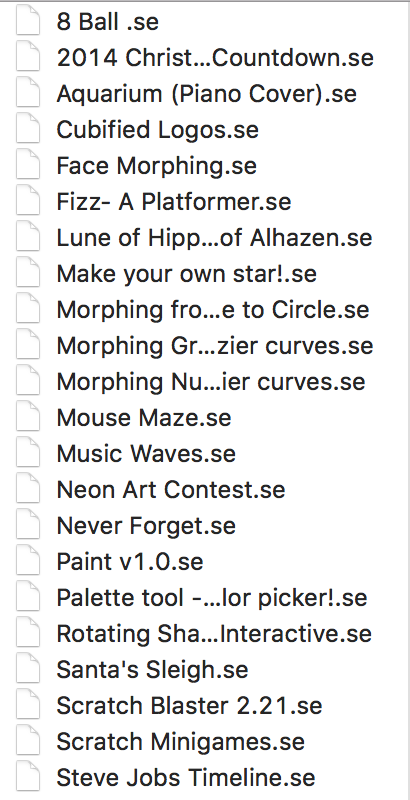 8 Ball .se
2014 Christ...Countdown.se
Aquarium (Piano Cover).se
Cubified Logos.se
Face Morphing.se
Fizz- A Platformer.se
Lune of Hipp...of Alhazen.se
Make your own star!.se
Morphing fro...e to Circle.se
Morphing Gr...zier curves.se
Morphing Nu...ier curves.se
Mouse Maze.se
Music Waves.se
Neon Art Contest.se
Never Forget.se
Paint v1.0.se
Palette tool -...lor picker!.se
Rotating Sha...Interactive.se
Santa's Sleigh.se
Scratch Blaster 2.21.se
Scratch Minigames.se
Steve Jobs Timeline.se